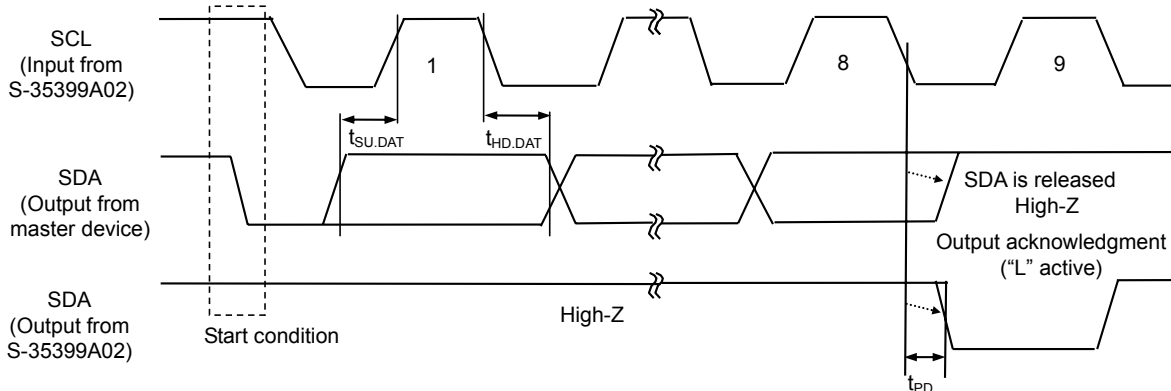 SCL
(Input from
S-35399A02)
1
8
9
tSU.DAT
tHD.DAT
SDA
(Output from
master device)
SDA is released
High-Z
Output acknowledgment
(“L” active)
SDA
(Output from
S-35399A02)
Start condition
High-Z
tPD